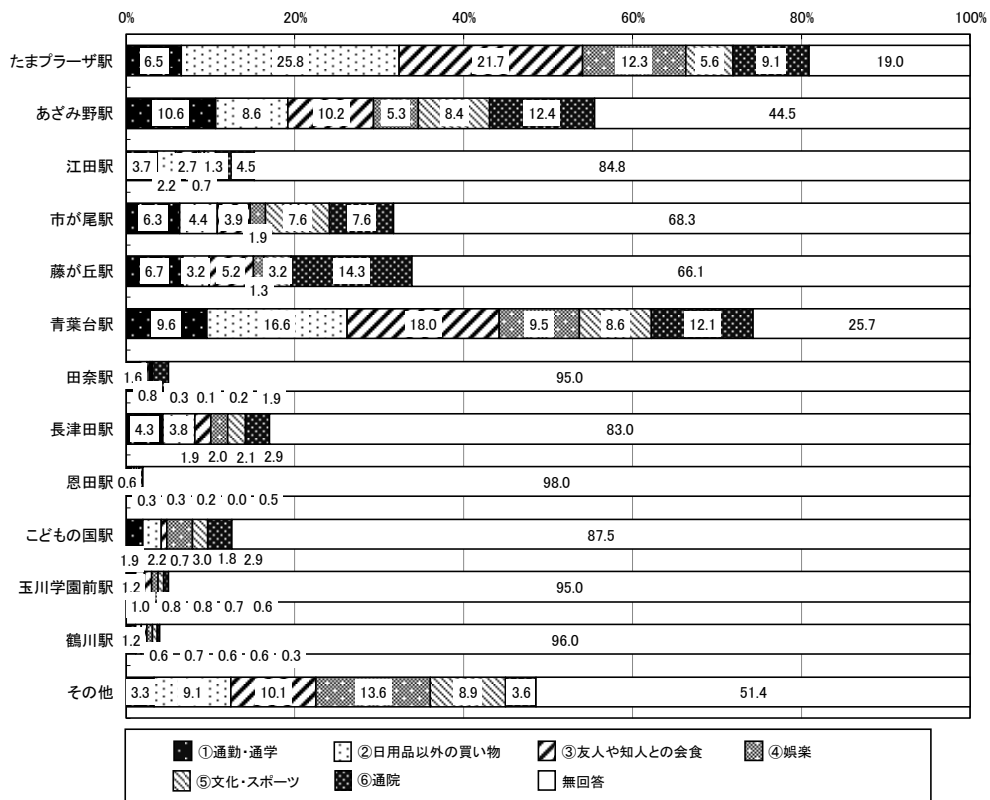 0% 20% 40% 60% 80% 100%
たまプラーザ駅 6.5 25.8 21.7 12.3 5.6 9.1 19.0
あざみ野駅 10.6 8.6 10.2 5.3 8.4 12.4 44.5
江田駅 3.7 2.7 1.3 4.5 84.8
2.2 0.7
市が尾駅 6.3 4.4 3.9 7.6 7.6 68.3
1.9
藤が丘駅 6.7 3.2 5.2 3.2 14.3 66.1
1.3
青葉台駅 9.6 16.6 18.0 9.5 8.6 12.1 25.7
田奈駅 1.6 95.0
0.8 0.3 0.1 0.2 1.9
長津田駅 4.3 3.8 83.0
1.9 2.0 2.1 2.9
恩田駅 0.6 98.0
0.3 0.3 0.2 0.0 0.5
こどもの国駅 87.5
1.9 2.2 0.7 3.0 1.8 2.9
玉川学園前駅 1.2 95.0
1.0 0.8 0.8 0.7 0.6
鶴川駅 1.2 96.0
0.6 0.7 0.6 0.6 0.3
その他 3.3 9.1 10.1 13.6 8.9 3.6 51.4
①通勤・通学 ②日用品以外の買い物 ③友人や知人との会食 ④娯楽
⑤文化・スポーツ ⑥通院 無回答